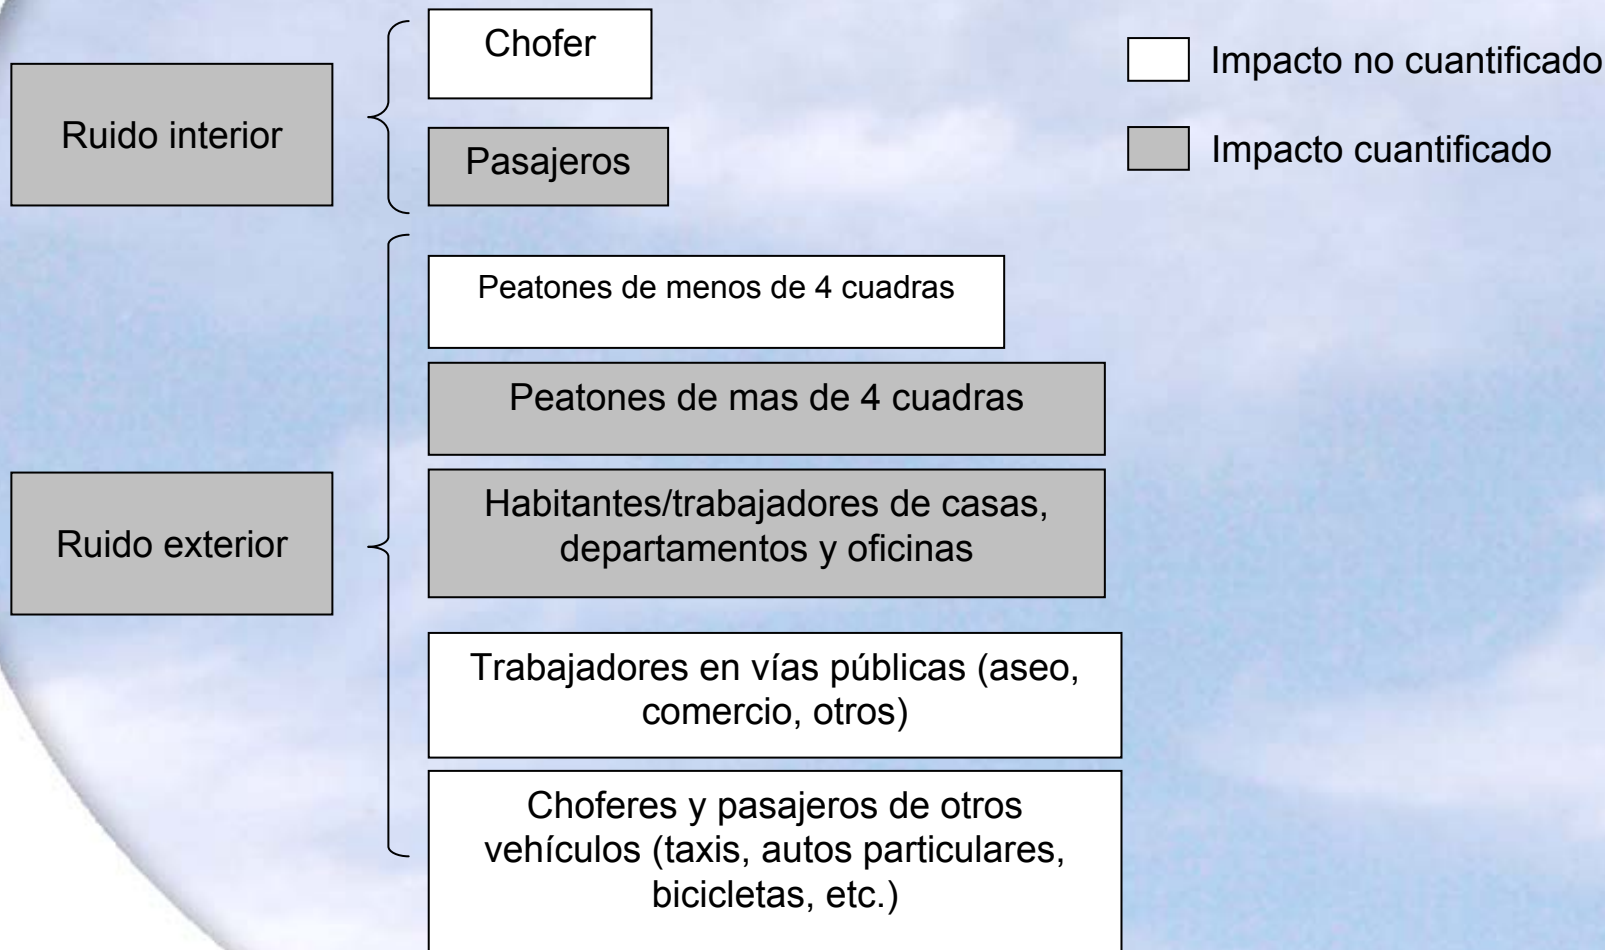 Chofer
Impacto no cuantificado
Ruido interior
Pasajeros
Impacto cuantificado
Peatones de menos de 4 cuadras
Peatones de mas de 4 cuadras
Ruido exterior
Habitantes/trabajadores de casas,
departamentos y oficinas
Trabajadores en vías públicas (aseo,
comercio, otros)
Choferes y pasajeros de otros
vehículos (taxis, autos particulares,
bicicletas, etc.)